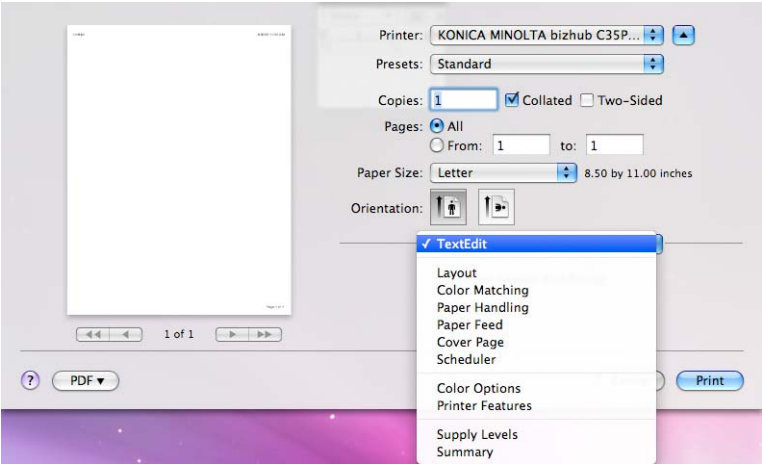 Printer: KONICA MINOLTA bizhub C35P...
Presets: Standard
Copies: 1 Collated Two-Sided
Pages: All
From: 1 to: 1
Paper Size: Letter 8.50 by 11.00 inches
Orientation:
✓ TextEdit
Layout
Color Matching
Paper Handling
Paper Feed
Cover Page
Scheduler
Color Options
Printer Features
Supply Levels
Summary
1 of 1
? PDF ▼
Print